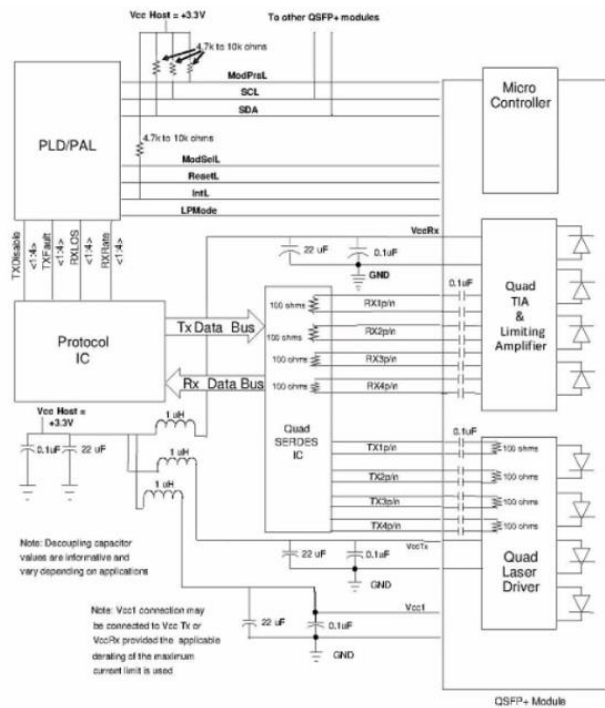 Vcc Host = +3.3V
To other QSFP+ modules
4.7k to 10k ohms
ModPrsL
SCL
SDA
4.7k to 10k ohms
PLD/PAL
ModSelL
ResetL
IntL
LPMode
Micro
Controller
TXDisable
<1:4>
TXFault
<1:4>
RXLOS
<1:4>
RXRate
<1:4>
VccRx
22 uF
0.1uF
GND
0.1uF
Quad
TIA
&
Limiting
Amplifier
Protocol
IC
Tx Data Bus
Rx Data Bus
100 ohms
RX1p/n
100 ohms
RX2p/n
100 ohms
RX3p/n
100 ohms
RX4p/n
Quad
SERDES
IC
Vcc Host =
+3.3V
0.1uF
22 uF
1 uH
1 uH
1 uH
0.1uF
TX1p/n
100 ohms
TX2p/n
100 ohms
TX3p/n
100 ohms
TX4p/n
100 ohms
VccTx
22 uF
0.1uF
GND
Quad
Laser
Driver
Note: Decoupling capacitor
values are informative and
vary depending on applications
Vcc1
22 uF
0.1uF
GND
Note: Vcc1 connection may
be connected to Vcc Tx or
VccRx provided the applicable
derating of the maximum
current limit is used
QSFP+ Module